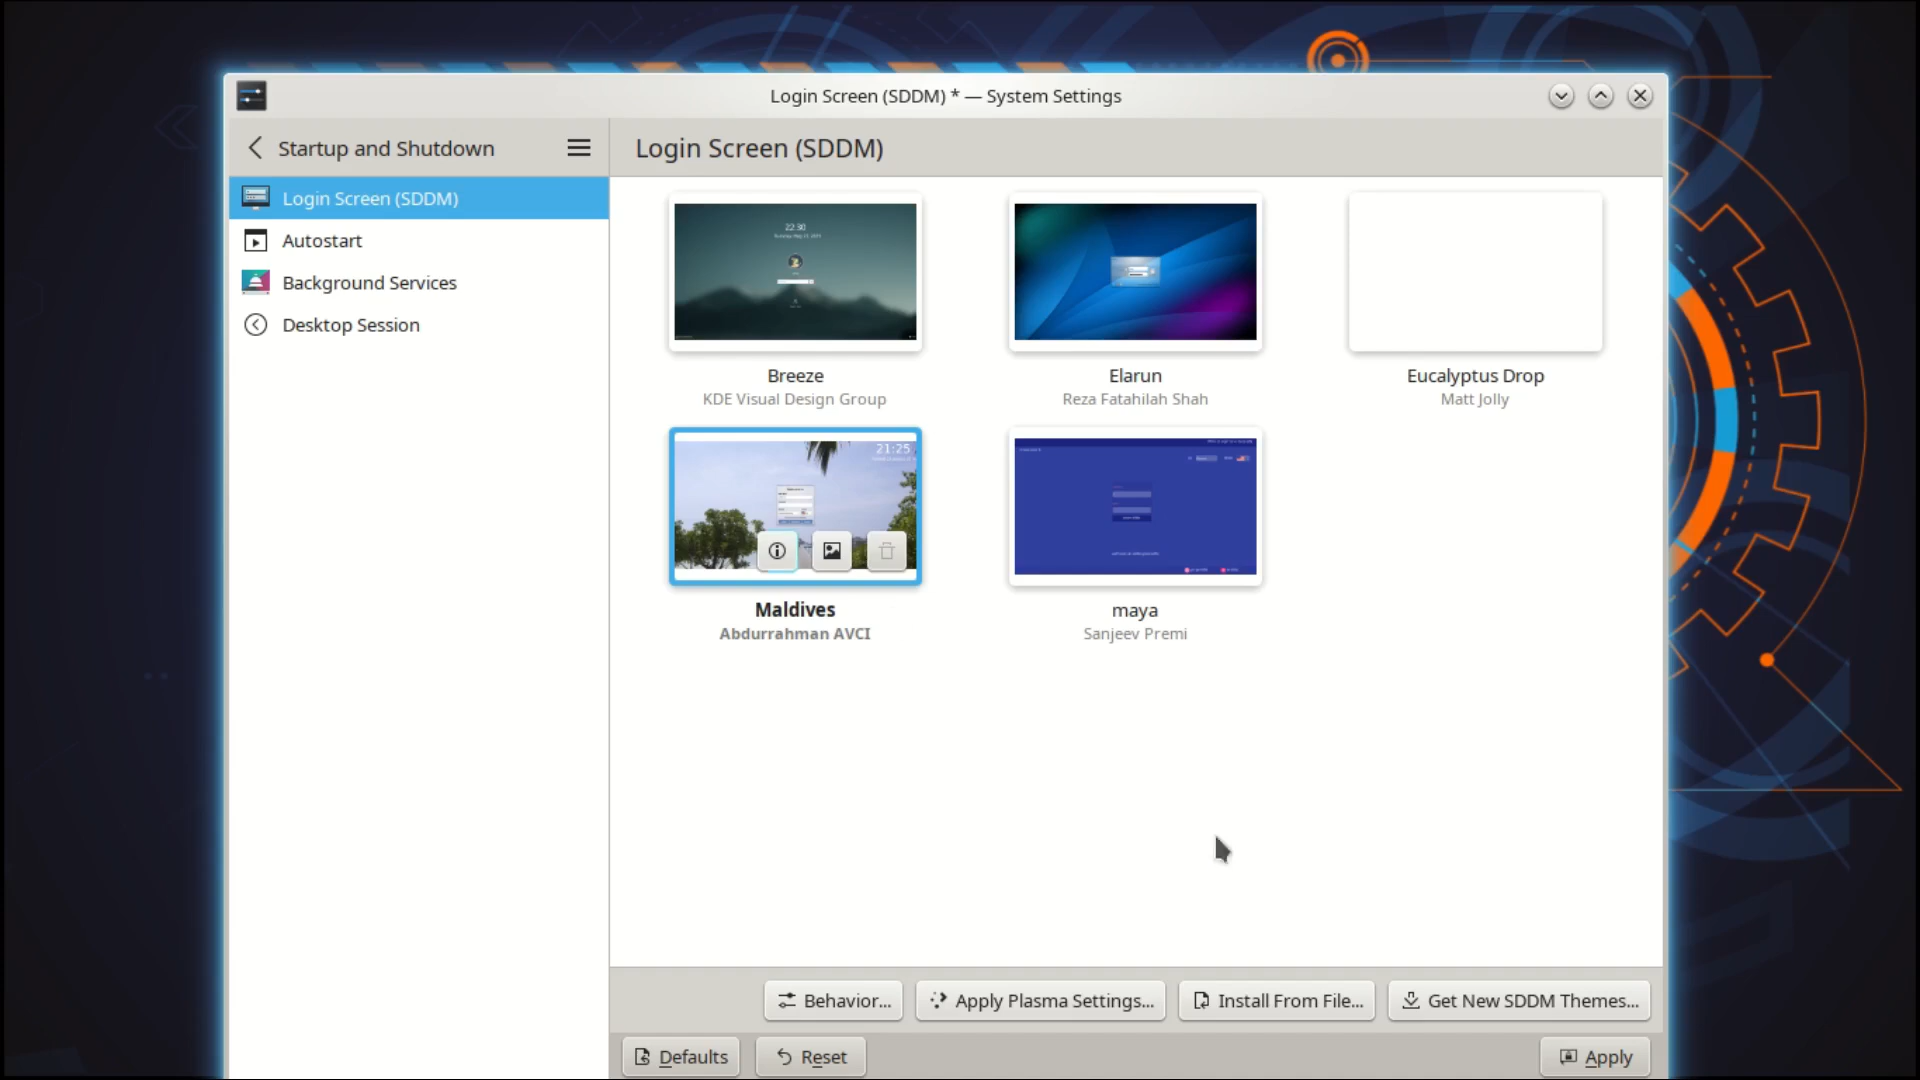 Login Screen (SDDM) * — System Settings
Startup and Shutdown
Login Screen (SDDM)
Login Screen (SDDM)
Autostart
Background Services
Desktop Session
22:30
Breeze
KDE Visual Design Group
Elarun
Reza Fatahilah Shah
Eucalyptus Drop
Matt Jolly
21:25
Maldives
Abdurrahman AVCI
maya
Sanjeev Premi
Behavior...
Apply Plasma Settings...
Install From File...
Get New SDDM Themes...
Defaults
Reset
Apply